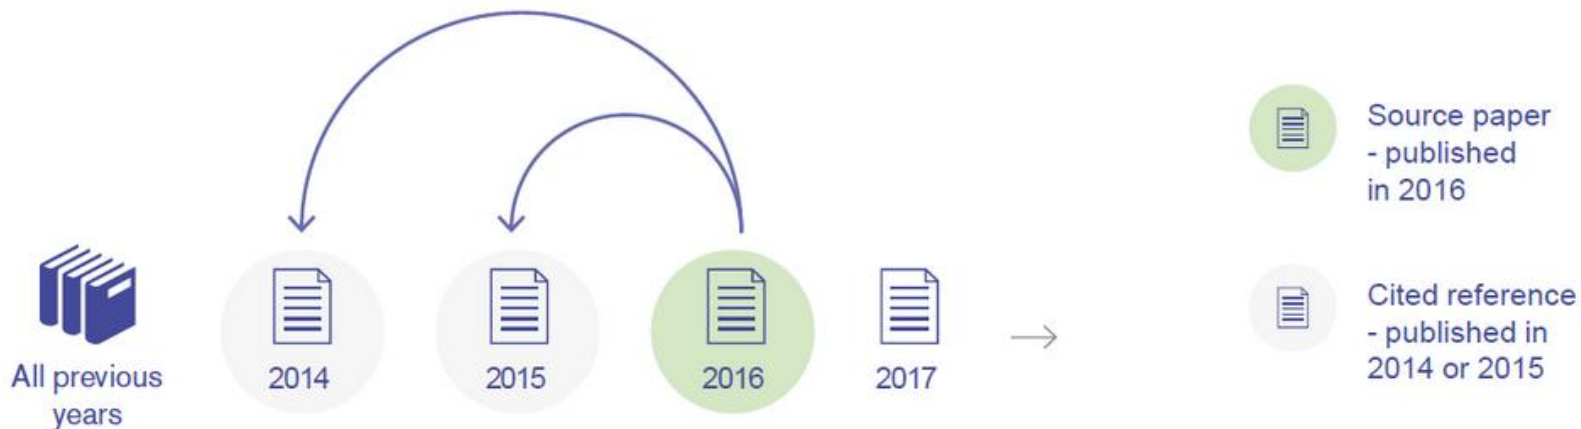 All previous
years
2014
2015
2016
2017
Source paper
- published
in 2016
Cited reference
- published in
2014 or 2015